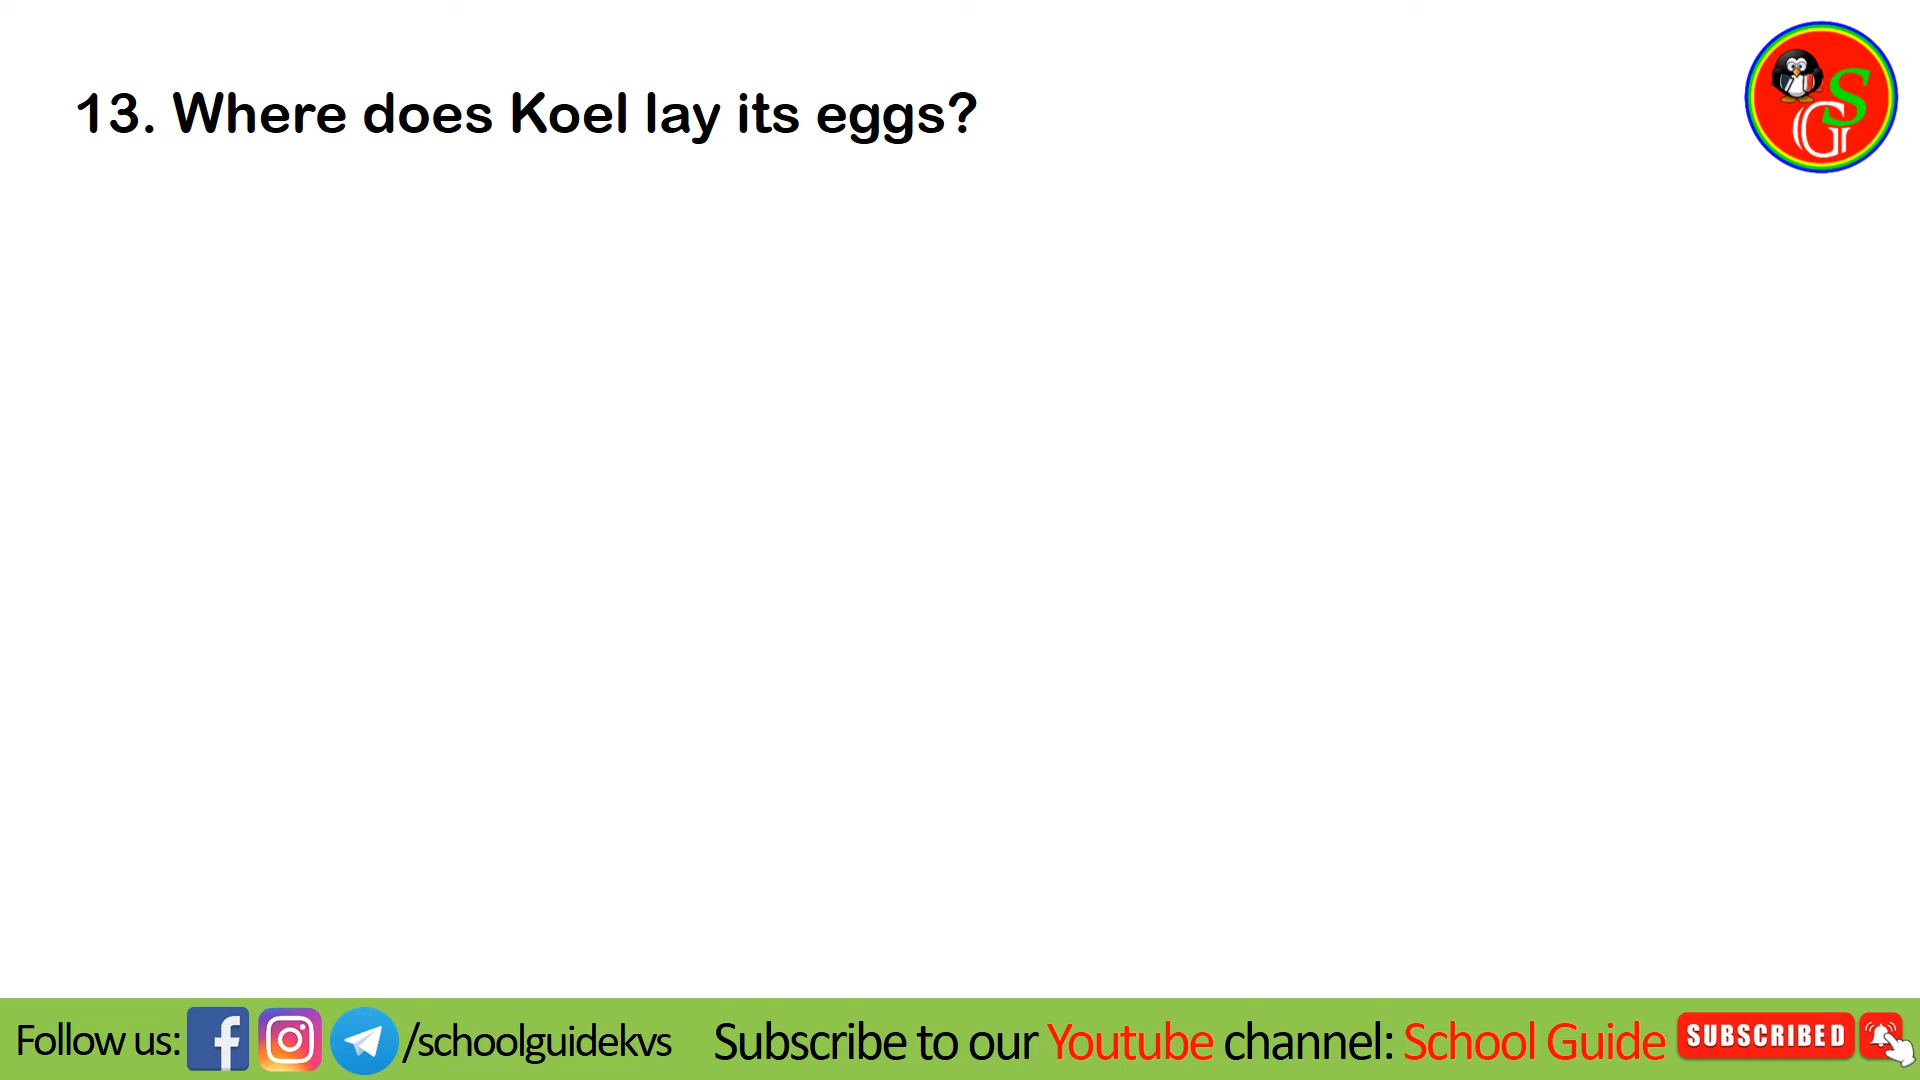 13. Where does Koel lay its eggs?
S
G
Follow us: f /schoolguidekvs Subscribe to our Youtube channel: School Guide SUBSCRIBED